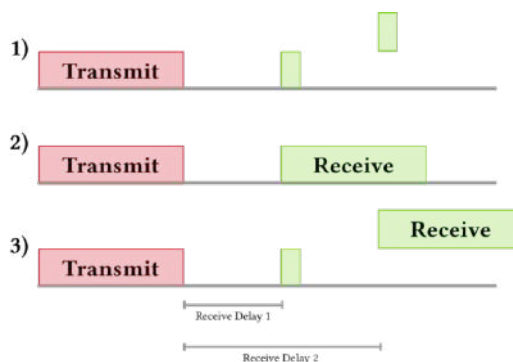 1)
Transmit
2)
Transmit
Receive
3)
Transmit
Receive
Receive Delay 1
Receive Delay 2